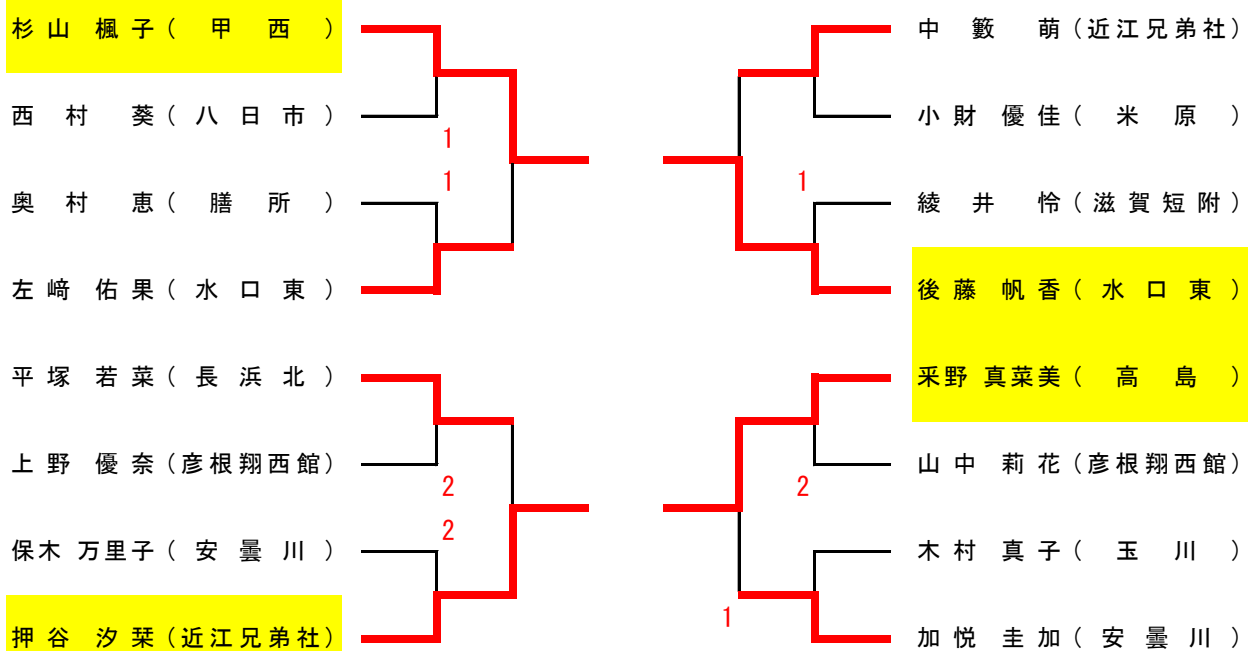 杉山 楓子(甲西)
西村 葵(八日市)
1
1
奥村 恵(膳所)
左﨑 佑果(水口東)
平塚 若菜(長浜北)
上野 優奈(彦根翔西館)
2
2
保木 万里子(安曇川)
押谷 汐栞(近江兄弟社)
中籔 萌(近江兄弟社)
小財 優佳(米原)
1
綾井 怜(滋賀短附)
後藤 帆香(水口東)
釆野 真菜美(高島)
山中 莉花(彦根翔西館)
2
木村 真子(玉川)
1
加悦 圭加(安曇川)